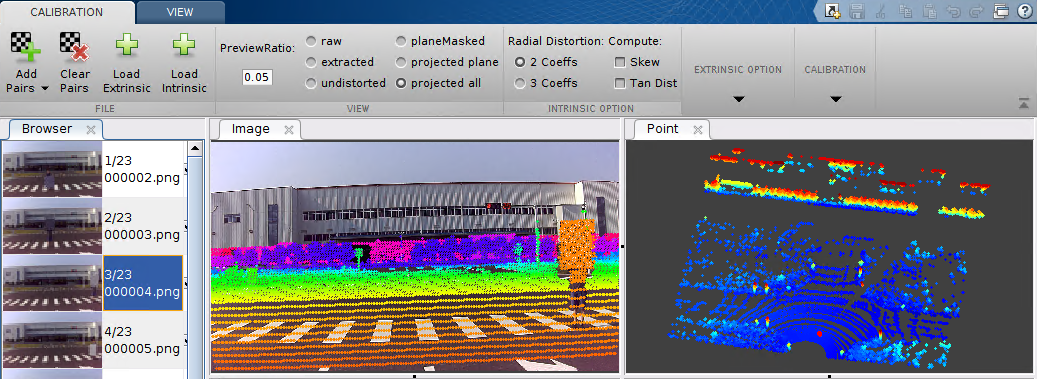 CALIBRATION
VIEW
Add Pairs
Clear Pairs
Load Extrinsic
Load Intrinsic
FILE
PreviewRatio:
0.05
raw
extracted
undistorted
planeMasked
projected plane
projected all
VIEW
Radial Distortion:
2 Coeffs
3 Coeffs
Compute:
Skew
Tan Dist
INTRINSIC OPTION
EXTRINSIC OPTION
CALIBRATION
Browser
Image
Point
1/23
000002.png
2/23
000003.png
3/23
000004.png
4/23
000005.png